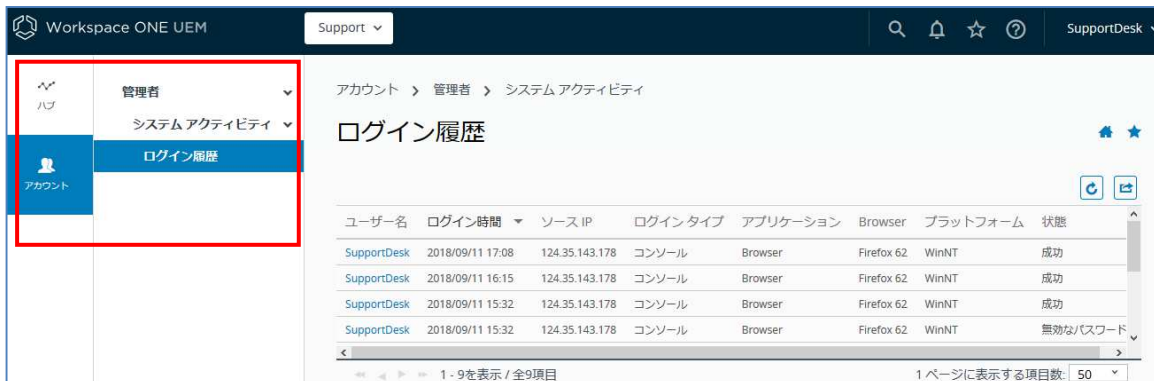 Workspace ONE UEM
Support
SupportDesk
ハブ
アカウント
管理者
システム アクティビティ
ログイン履歴
アカウント > 管理者 > システム アクティビティ
ログイン履歴
ユーザー名 ログイン時間 ソース IP ログイン タイプ アプリケーション Browser プラットフォーム 状態
SupportDesk 2018/09/11 17:08 124.35.143.178 コンソール Browser Firefox 62 WinNT 成功
SupportDesk 2018/09/11 16:15 124.35.143.178 コンソール Browser Firefox 62 WinNT 成功
SupportDesk 2018/09/11 15:32 124.35.143.178 コンソール Browser Firefox 62 WinNT 成功
SupportDesk 2018/09/11 15:32 124.35.143.178 コンソール Browser Firefox 62 WinNT 無効なパスワード
1 - 9を表示 / 全9項目 1 ページに表示する項目数: 50